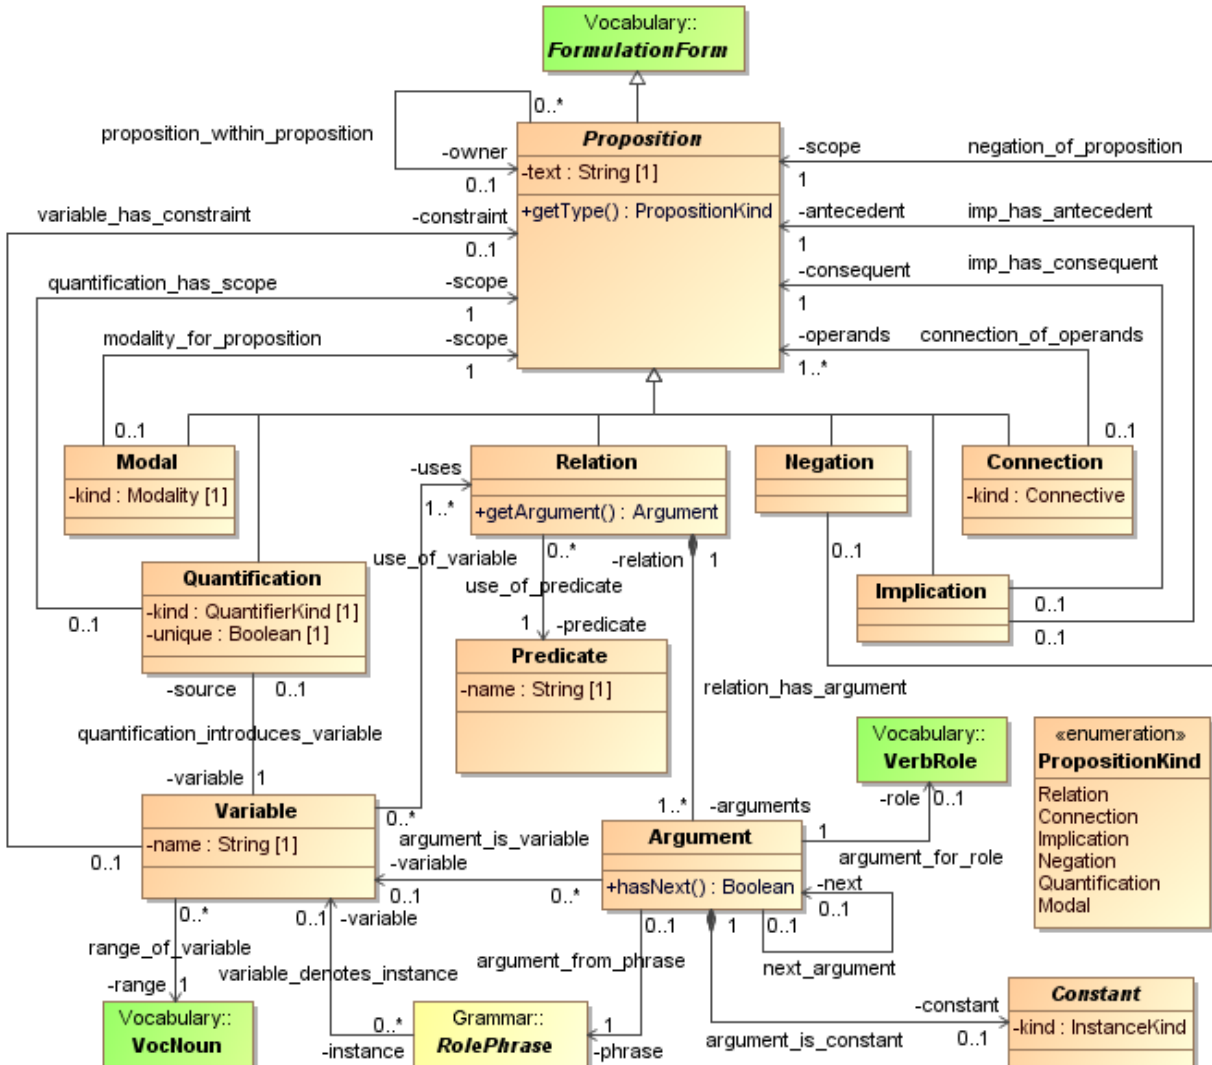 Vocabulary::
FormulationForm
0..*
proposition_within_proposition
Proposition
-owner
0..1
-text : String [1]
-scope
negation_of_proposition
1
variable_has_constraint
-constraint
0..1
+getType() : PropositionKind
-antecedent
imp_has_antecedent
1
-consequent
imp_has_consequent
1
quantification_has_scope
-scope
1
modality_for_proposition
-scope
1
-operands
connection_of_operands
1..*
0..1
0..1
Modal
-kind : Modality [1]
-uses
1..*
Relation
+getArgument() : Argument
Negation
Connection
-kind : Connective
use_of_variable
0..*
-relation
1
0..1
use_of_predicate
Quantification
-kind : QuantifierKind [1]
-unique : Boolean [1]
0..1
Implication
0..1
0..1
1
-predicate
Predicate
-name : String [1]
-source
0..1
relation_has_argument
quantification_introduces_variable
Vocabulary::
VerbRole
«enumeration»
PropositionKind
Relation
Connection
Implication
Negation
Quantification
Modal
-variable
1
Variable
-name : String [1]
0..*
1..*
-arguments
-role
0..1
argument_is_variable
-variable
0..1
0..*
Argument
+hasNext() : Boolean
1
argument_for_role
-next
0..1
0..1
0..*
0..1
-variable
0..1
1
0..1
range_of_variable
variable_denotes_instance
argument_from_phrase
next_argument
-range
1
Vocabulary::
VocNoun
0..*
-instance
Grammar::
RolePhrase
1
-phrase
argument_is_constant
-constant
0..1
Constant
-kind : InstanceKind